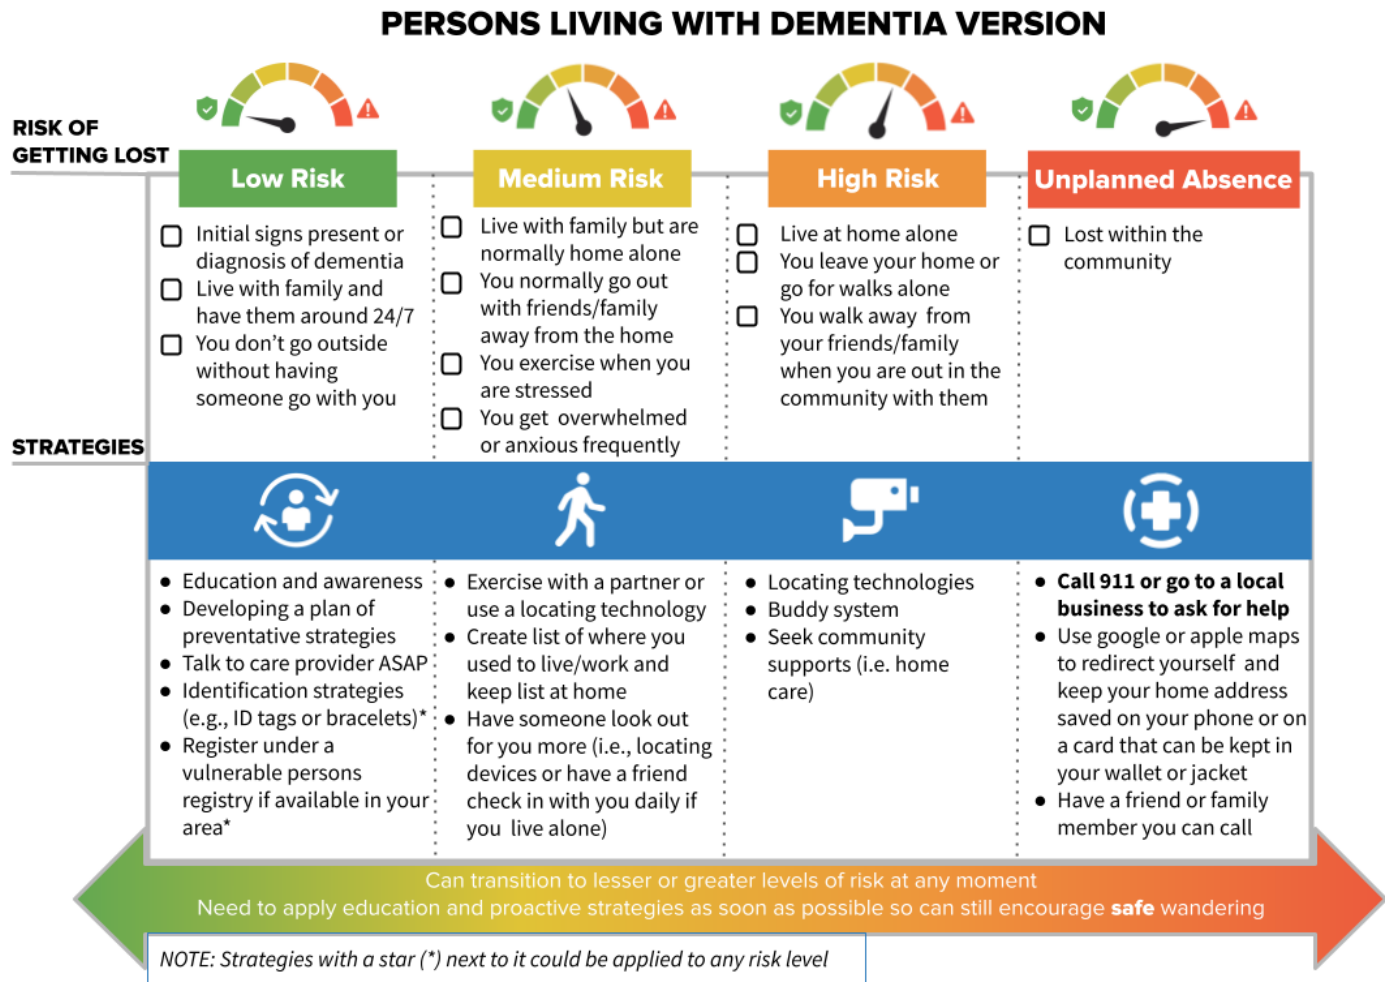 PERSONS LIVING WITH DEMENTIA VERSION
RISK OF
GETTING LOST
Low Risk
Initial signs present or
diagnosis of dementia
Live with family and
have them around 24/7
You don't go outside
without having
someone go with you
Medium Risk
Live with family but are
normally home alone
You normally go out
with friends/family
away from the home
You exercise when you
are stressed
You get overwhelmed
or anxious frequently
High Risk
Live at home alone
You leave your home or
go for walks alone
You walk away from
your friends/family
when you are out in the
community with them
Unplanned Absence
Lost within the
community
STRATEGIES
• Education and awareness
• Developing a plan of
preventative strategies
• Talk to care provider ASAP
• Identification strategies
(e.g., ID tags or bracelets)*
• Register under a
vulnerable persons
registry if available in your
area*
• Exercise with a partner or
use a locating technology
• Create list of where you
used to live/work and
keep list at home
• Have someone look out
for you more (i.e., locating
devices or have a friend
check in with you daily if
you live alone)
• Locating technologies
• Buddy system
• Seek community
supports (i.e. home
care)
• Call 911 or go to a local
business to ask for help
• Use google or apple maps
to redirect yourself and
keep your home address
saved on your phone or on
a card that can be kept in
your wallet or jacket
• Have a friend or family
member you can call
Can transition to lesser or greater levels of risk at any moment
Need to apply education and proactive strategies as soon as possible so can still encourage safe wandering
NOTE: Strategies with a star (*) next to it could be applied to any risk level